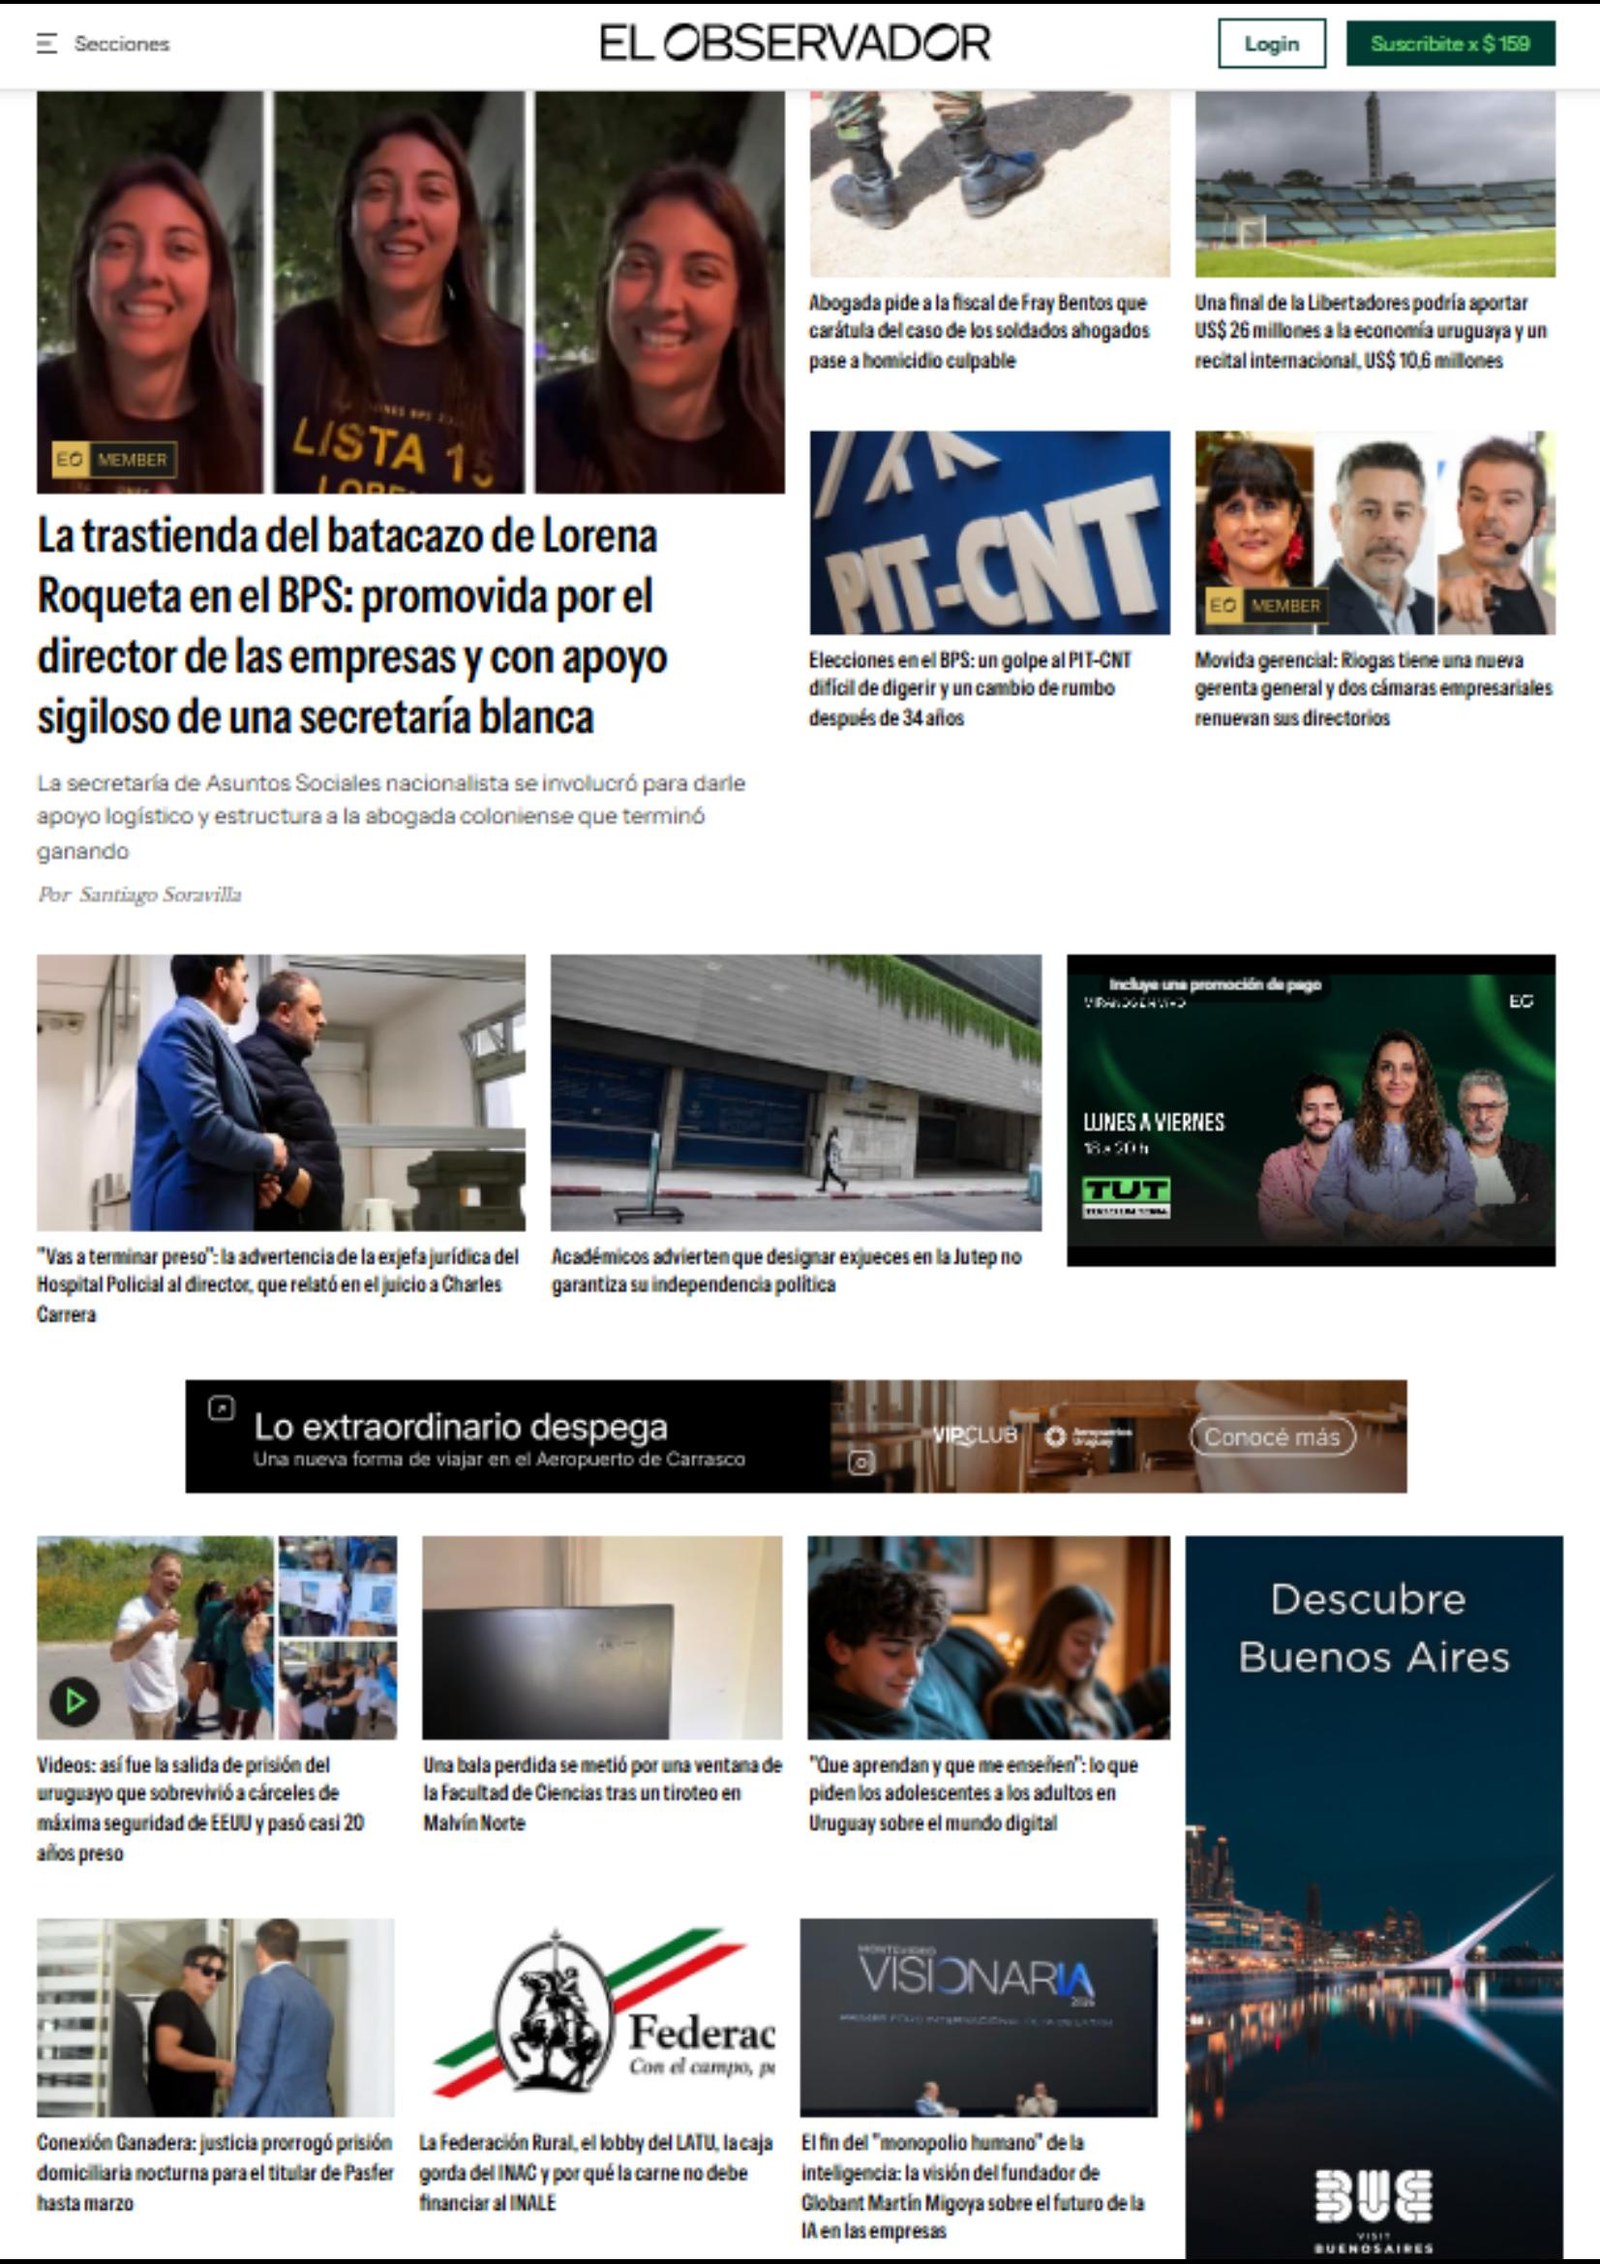 Secciones
EL OBSERVADOR
Login
Suscribite x $ 159
LISTA 15
EO MEMBER
La trastienda del batacazo de Lorena
Roqueta en el BPS: promovida por el
director de las empresas y con apoyo
sigiloso de una secretaría blanca
La secretaría de Asuntos Sociales nacionalista se involucró para darle
apoyo logístico y estructura a la abogada coloniense que terminó
ganando
Por Santiago Soravilla
Abogada pide a la fiscal de Fray Bentos que
carátula del caso de los soldados ahogados
pase a homicidio culpable
Una final de la Libertadores podría aportar
US$ 26 millones a la economía uruguaya y un
recital internacional, US$ 10,6 millones
PIT-CNT
Elecciones en el BPS: un golpe al PIT-CNT
difícil de digerir y un cambio de rumbo
después de 34 años
EO MEMBER
Movida gerencial: Riogas tiene una nueva
gerenta general y dos cámaras empresariales
renuevan sus directorios
"Vas a terminar preso": la advertencia de la exjefa jurídica del
Hospital Policial al director, que relató en el juicio a Charles
Carrera
Académicos advierten que designar exjueces en la Jutep no
garantiza su independencia política
Incluye una promoción de pago
MIRANOS EN VIVO
EO
LUNES A VIERNES
18 a 20 h
TUT
Lo extraordinario despega
Una nueva forma de viajar en el Aeropuerto de Carrasco
VIPCLUB
Aeropuertos
Uruguay
Conocé más
Videos: así fue la salida de prisión del
uruguayo que sobrevivió a cárceles de
máxima seguridad de EEUU y pasó casi 20
años preso
Una bala perdida se metió por una ventana de
la Facultad de Ciencias tras un tiroteo en
Malvín Norte
"Que aprendan y que me enseñen": lo que
piden los adolescentes a los adultos en
Uruguay sobre el mundo digital
Descubre
Buenos Aires
Conexión Ganadera: justicia prorrogó prisión
domiciliaria nocturna para el titular de Pasfer
hasta marzo
Federac
Con el campo, p
La Federación Rural, el lobby del LATU, la caja
gorda del INAC y por qué la carne no debe
financiar al INALE
MONTEVIDEO
VISIONARIA
El fin del "monopolio humano" de la
inteligencia: la visión del fundador de
Globant Martín Migoya sobre el futuro de la
IA en las empresas
BUE
VISIT
BUENOSAIRES